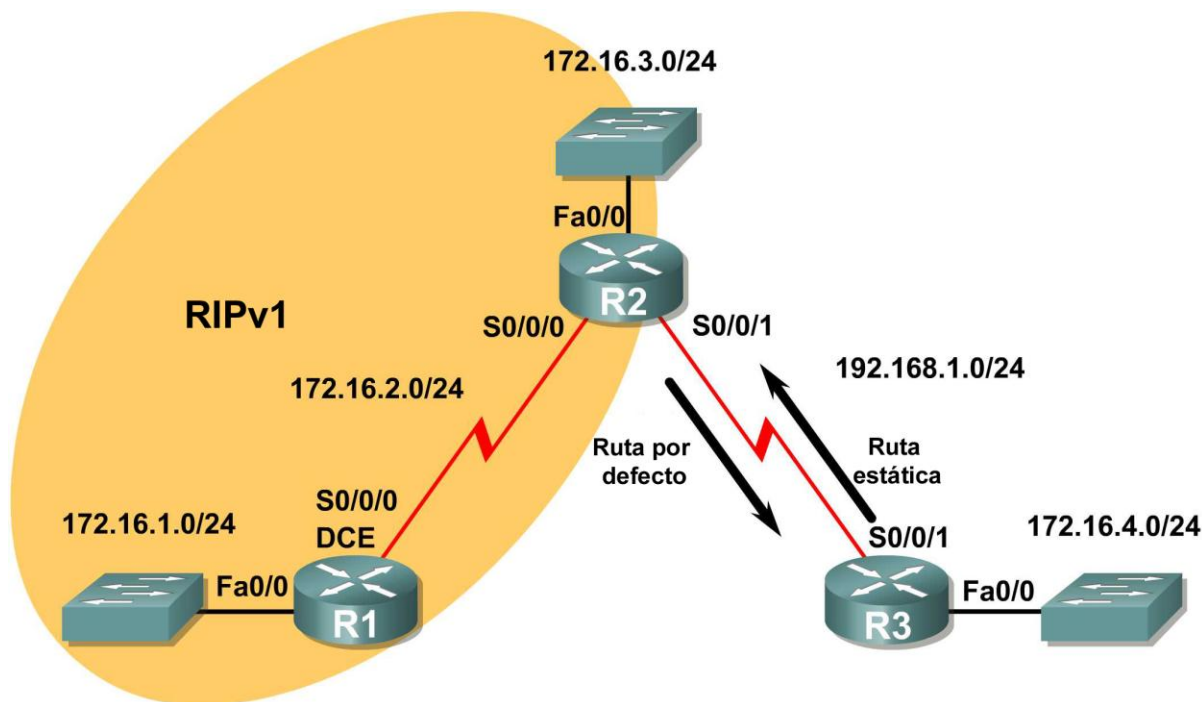 172.16.3.0/24
Fa0/0
R2
RIPv1
S0/0/0
S0/0/1
192.168.1.0/24
172.16.2.0/24
Ruta por
defecto
Ruta
estática
S0/0/0
DCE
172.16.1.0/24
Fa0/0
R1
S0/0/1
172.16.4.0/24
Fa0/0
R3